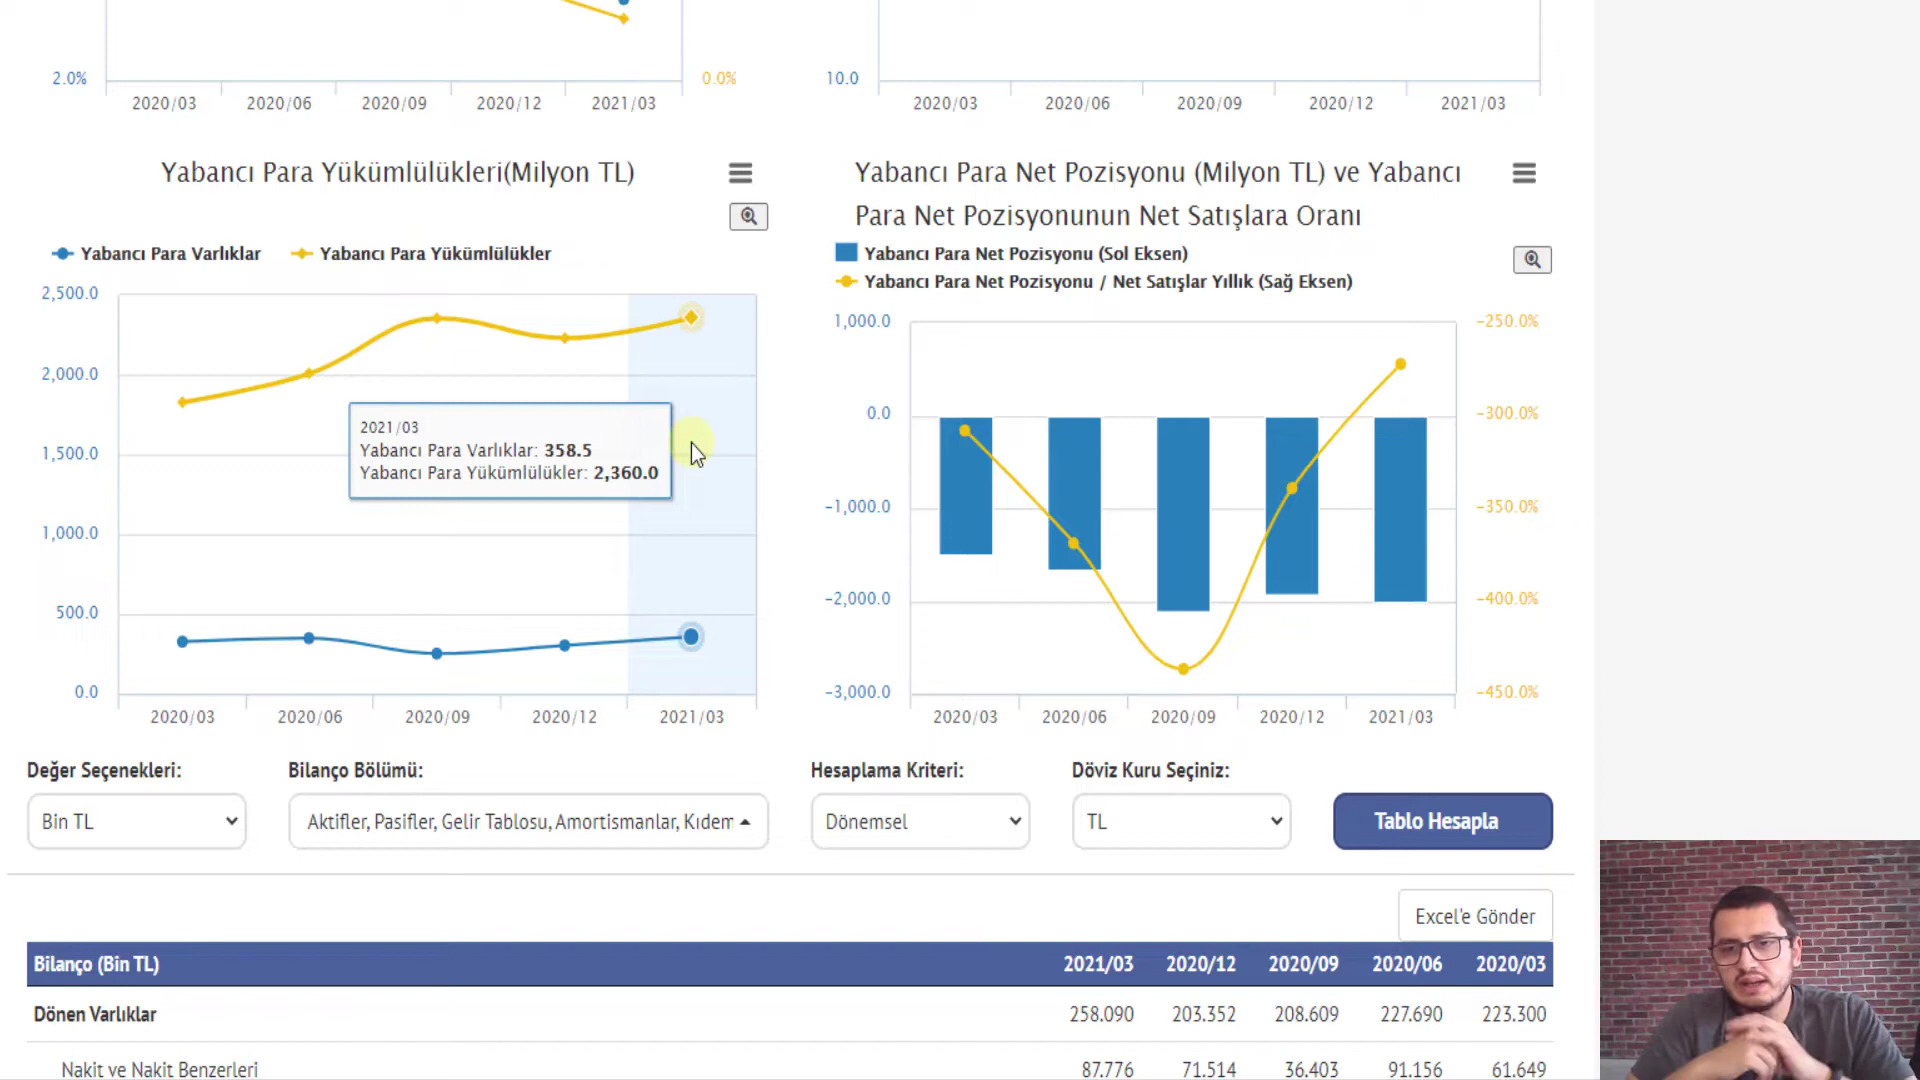 2.0%
0.0%
10.0
2020/03 2020/06 2020/09 2020/12 2021/03
2020/03 2020/06 2020/09 2020/12 2021/03
Yabancı Para Yükümlülükleri(Milyon TL)
Yabancı Para Varlıklar Yabancı Para Yükümlülükler
2,500.0
2,000.0
1,500.0
1,000.0
500.0
0.0
2021/03
Yabancı Para Varlıklar: 358.5
Yabancı Para Yükümlülükler: 2,360.0
2020/03 2020/06 2020/09 2020/12 2021/03
Yabancı Para Net Pozisyonu (Milyon TL) ve Yabancı
Para Net Pozisyonunun Net Satışlara Oranı
Yabancı Para Net Pozisyonu (Sol Eksen)
Yabancı Para Net Pozisyonu / Net Satışlar Yıllık (Sağ Eksen)
1,000.0
0.0
-1,000.0
-2,000.0
-3,000.0
-250.0%
-300.0%
-350.0%
-400.0%
-450.0%
2020/03 2020/06 2020/09 2020/12 2021/03
Değer Seçenekleri: Bilanço Bölümü: Hesaplama Kriteri: Döviz Kuru Seçiniz:
Bin TL Aktifler, Pasifler, Gelir Tablosu, Amortismanlar, Kıdem Dönemsel TL Tablo Hesapla
Excel'e Gönder
Bilanço (Bin TL) 2021/03 2020/12 2020/09 2020/06 2020/03
Dönen Varlıklar 258.090 203.352 208.609 227.690 223.300
Nakit ve Nakit Benzerleri 87.776 71.514 36.403 91.156 61.649